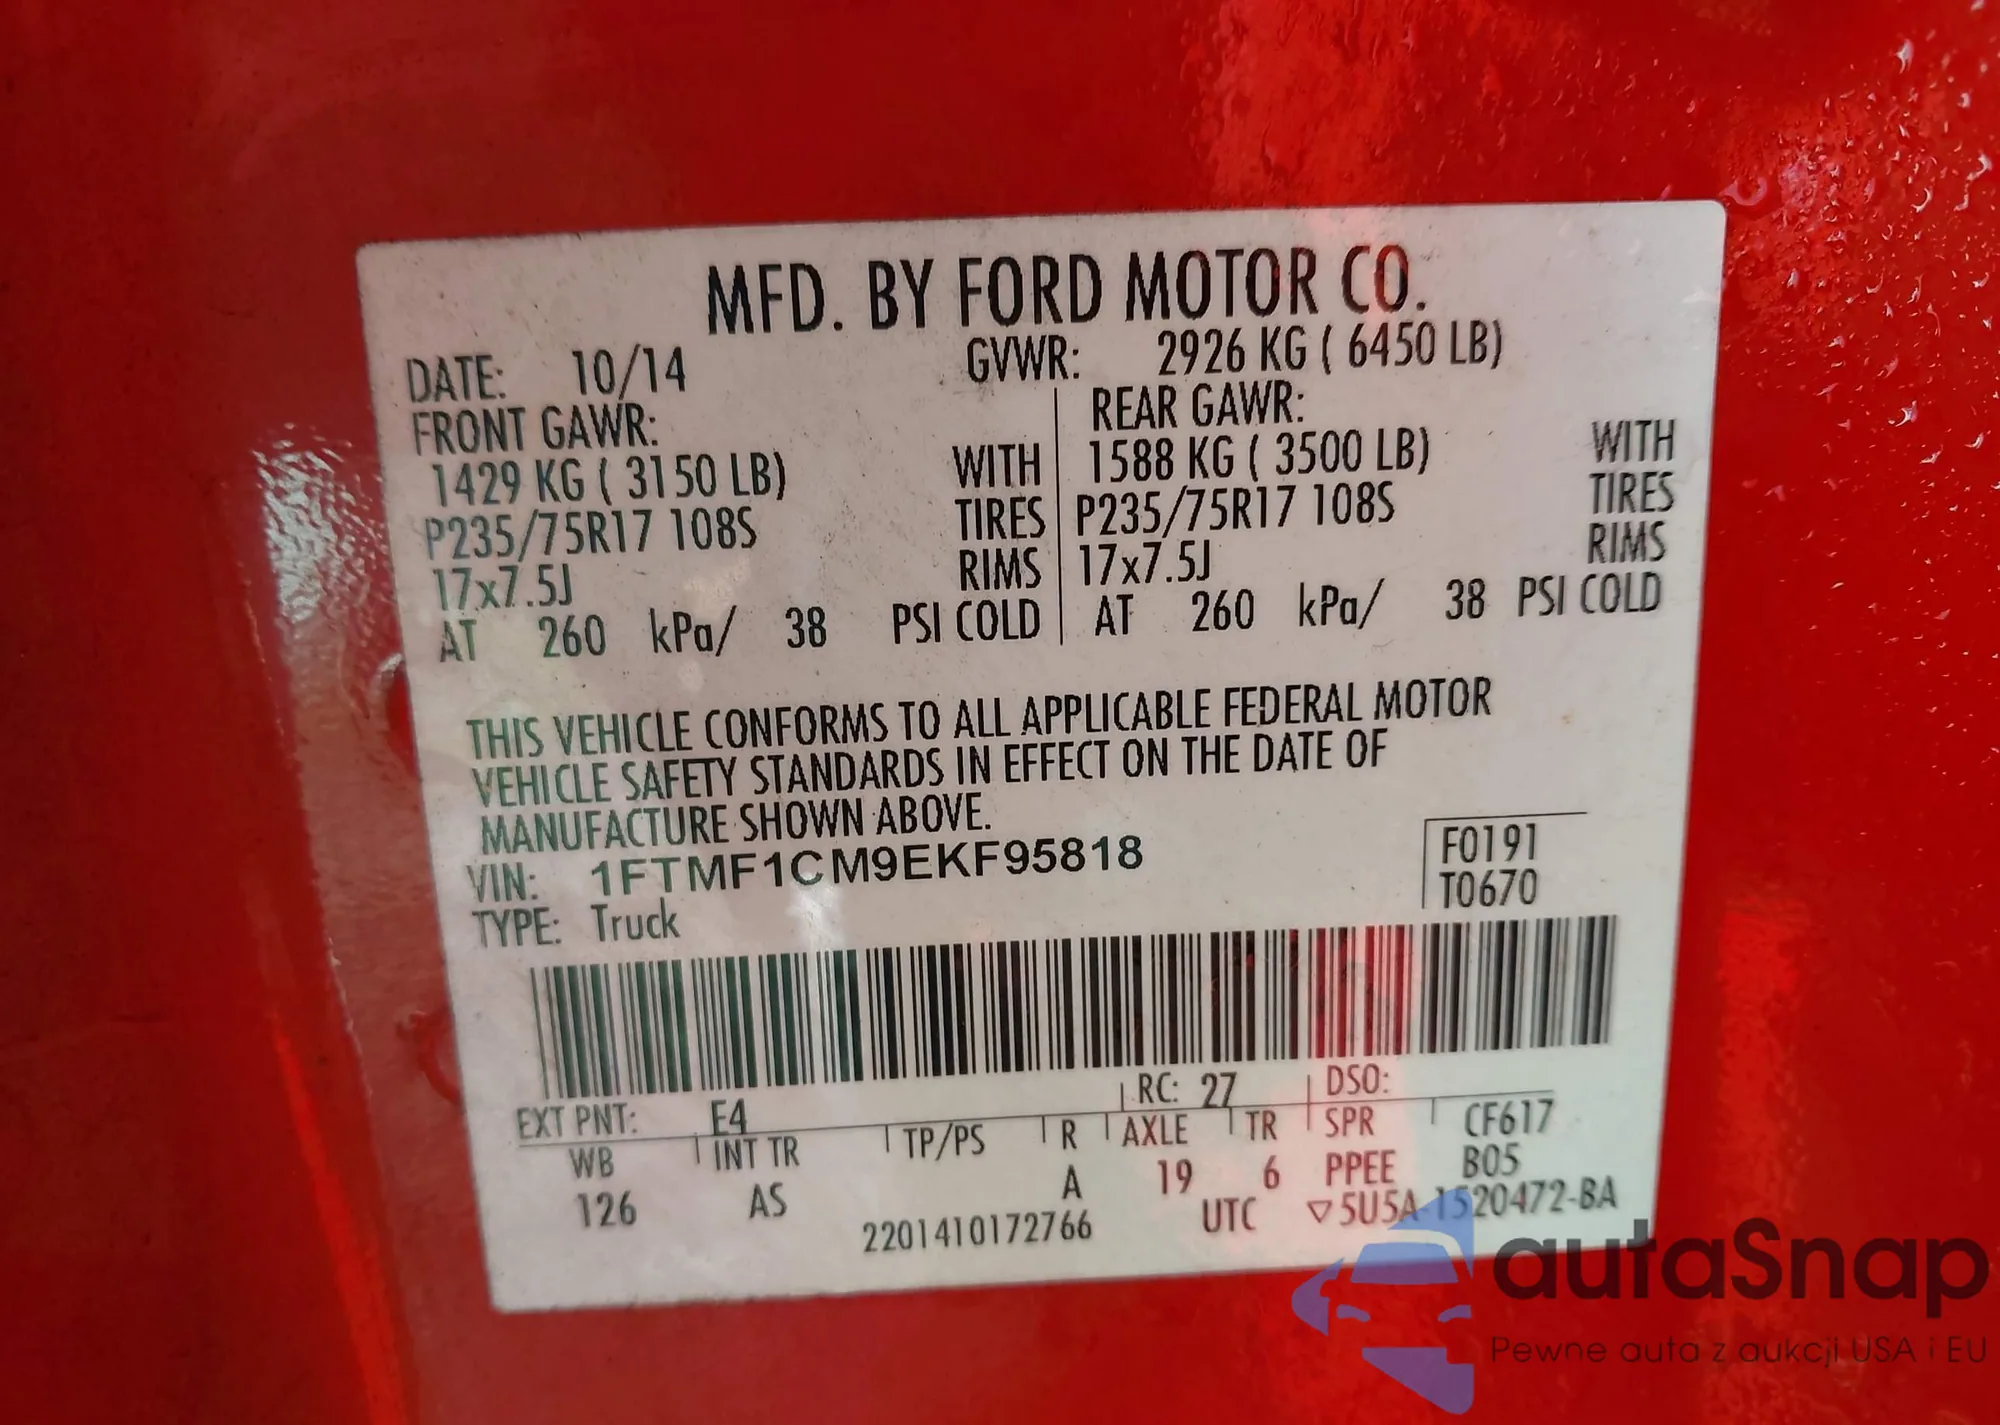 MFD. BY FORD MOTOR CO.
DATE: 10/14 GVWR: 2926 KG ( 6450 LB)
FRONT GAWR: REAR GAWR:
1429 KG ( 3150 LB) WITH 1588 KG ( 3500 LB) WITH
P235/75R17 108S TIRES P235/75R17 108S TIRES
17x7.5J RIMS 17x7.5J RIMS
AT 260 kPa/ 38 PSI COLD AT 260 kPa/ 38 PSI COLD
THIS VEHICLE CONFORMS TO ALL APPLICABLE FEDERAL MOTOR
VEHICLE SAFETY STANDARDS IN EFFECT ON THE DATE OF
MANUFACTURE SHOWN ABOVE.
VIN: 1FTMF1CM9EKF95818 F0191
TYPE: Truck T0670
EXT PNT: E4 RC: 27 DSO:
WB INT TR TP/PS R AXLE TR SPR CF617
126 AS A 19 6 PPEE B05
2201410172766 UTC ▽5U5A-1520472-BA
autaSnap
Pewne auta z aukcji USA i EU